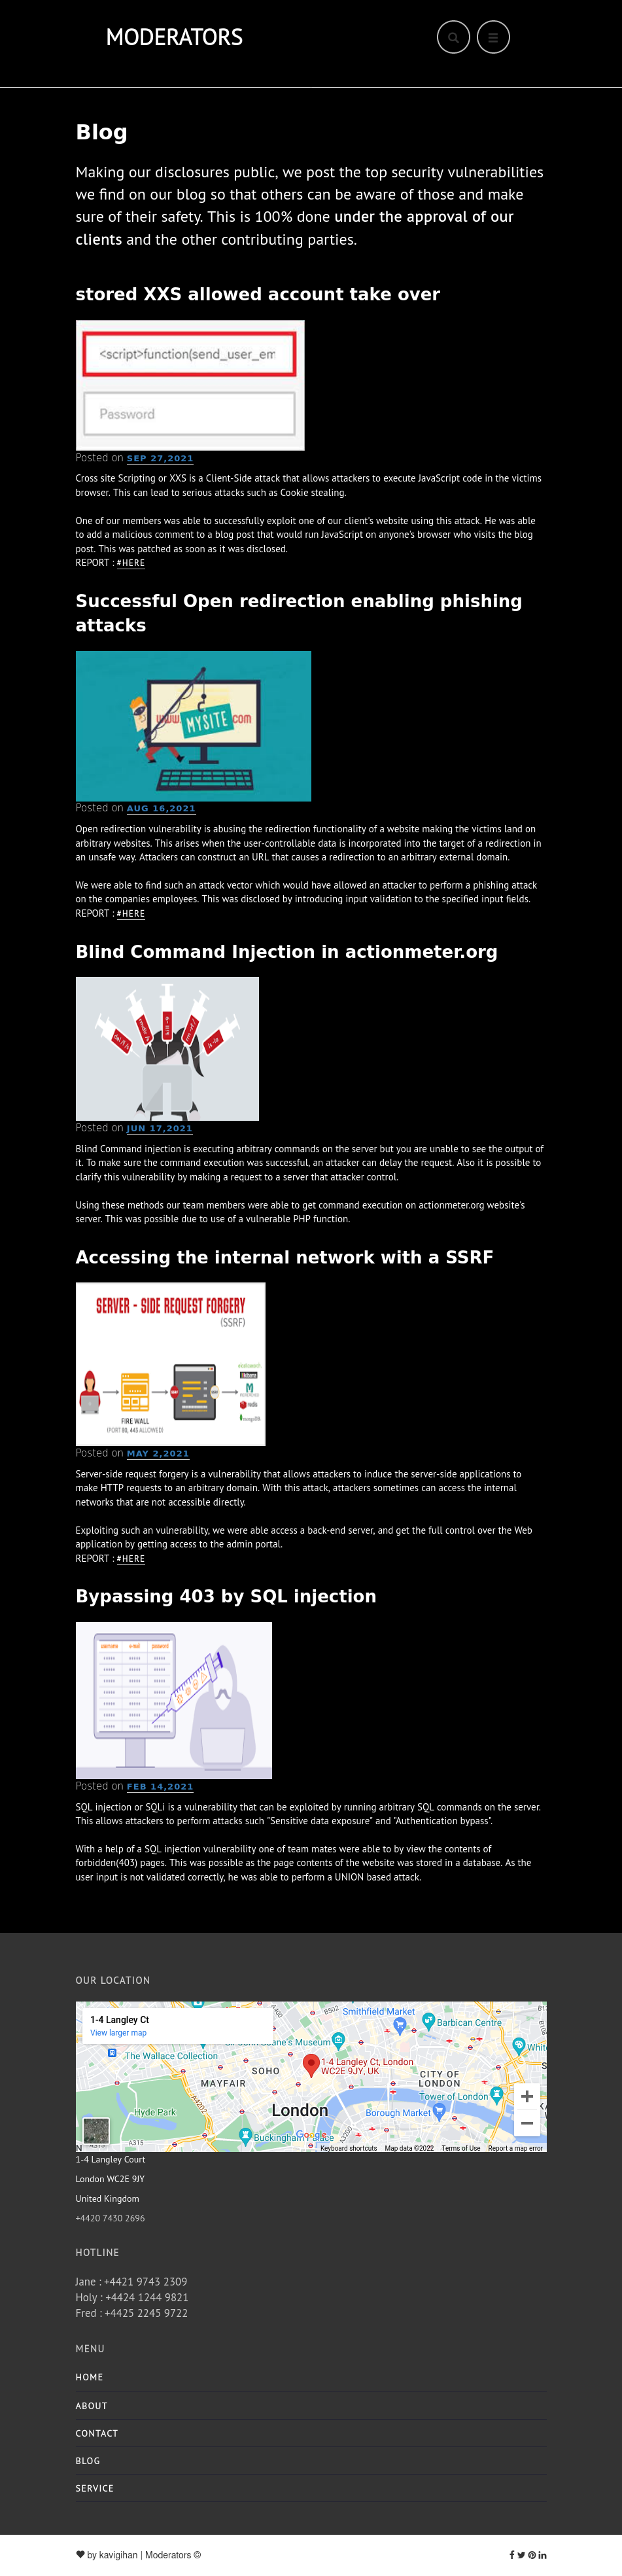 MODERATORS
Blog
Making our disclosures public, we post the top security vulnerabilities
we find on our blog so that others can be aware of those and make
sure of their safety. This is 100% done under the approval of our
clients and the other contributing parties.
stored XXS allowed account take over
<script>function(send_user_em
Password
Posted on SEP 27,2021
Cross site Scripting or XXS is a Client-Side attack that allows attackers to execute JavaScript code in the victims
browser. This can lead to serious attacks such as Cookie stealing.
One of our members was able to successfully exploit one of our client's website using this attack. He was able
to add a malicious comment to a blog post that would run JavaScript on anyone's browser who visits the blog
post. This was patched as soon as it was disclosed.
REPORT : #HERE
Successful Open redirection enabling phishing
attacks
www. MYSITE .com
Posted on AUG 16,2021
Open redirection vulnerability is abusing the redirection functionality of a website making the victims land on
arbitrary websites. This arises when the user-controllable data is incorporated into the target of a redirection in
an unsafe way. Attackers can construct an URL that causes a redirection to an arbitrary external domain.
We were able to find such an attack vector which would have allowed an attacker to perform a phishing attack
on the companies employees. This was disclosed by introducing input validation to the specified input fields.
REPORT : #HERE
Blind Command Injection in actionmeter.org
Posted on JUN 17,2021
Blind Command injection is executing arbitrary commands on the server but you are unable to see the output of
it. To make sure the command execution was successful, an attacker can delay the request. Also it is possible to
clarify this vulnerability by making a request to a server that attacker control.
Using these methods our team members were able to get command execution on actionmeter.org website's
server. This was possible due to use of a vulnerable PHP function.
Accessing the internal network with a SSRF
SERVER - SIDE REQUEST FORGERY
(SSRF)
FIRE WALL
(PORT 80, 443 ALLOWED)
redis
mongoDB
Posted on MAY 2,2021
Server-side request forgery is a vulnerability that allows attackers to induce the server-side applications to
make HTTP requests to an arbitrary domain. With this attack, attackers sometimes can access the internal
networks that are not accessible directly.
Exploiting such an vulnerability, we were able access a back-end server, and get the full control over the Web
application by getting access to the admin portal.
REPORT : #HERE
Bypassing 403 by SQL injection
username e-mail password
Posted on FEB 14,2021
SQL injection or SQLi is a vulnerability that can be exploited by running arbitrary SQL commands on the server.
This allows attackers to perform attacks such "Sensitive data exposure" and "Authentication bypass".
With a help of a SQL injection vulnerability one of team mates were able to by view the contents of
forbidden(403) pages. This was possible as the page contents of the website was stored in a database. As the
user input is not validated correctly, he was able to perform a UNION based attack.
OUR LOCATION
1-4 Langley Ct
View larger map
Smithfield Market
Barbican Centre
The Wallace Collection
SOHO
1-4 Langley Ct, London
WC2E 9JY, UK
MAYFAIR
CITY OF
LONDON
Tower of London
Hyde Park
London
Borough Market
A315
Google
Keyboard shortcuts Map data ©2022 Terms of Use Report a map error
1-4 Langley Court
London WC2E 9JY
United Kingdom
+4420 7430 2696
HOTLINE
Jane : +4421 9743 2309
Holy : +4424 1244 9821
Fred : +4425 2245 9722
MENU
HOME
ABOUT
CONTACT
BLOG
SERVICE
by kavigihan | Moderators ©